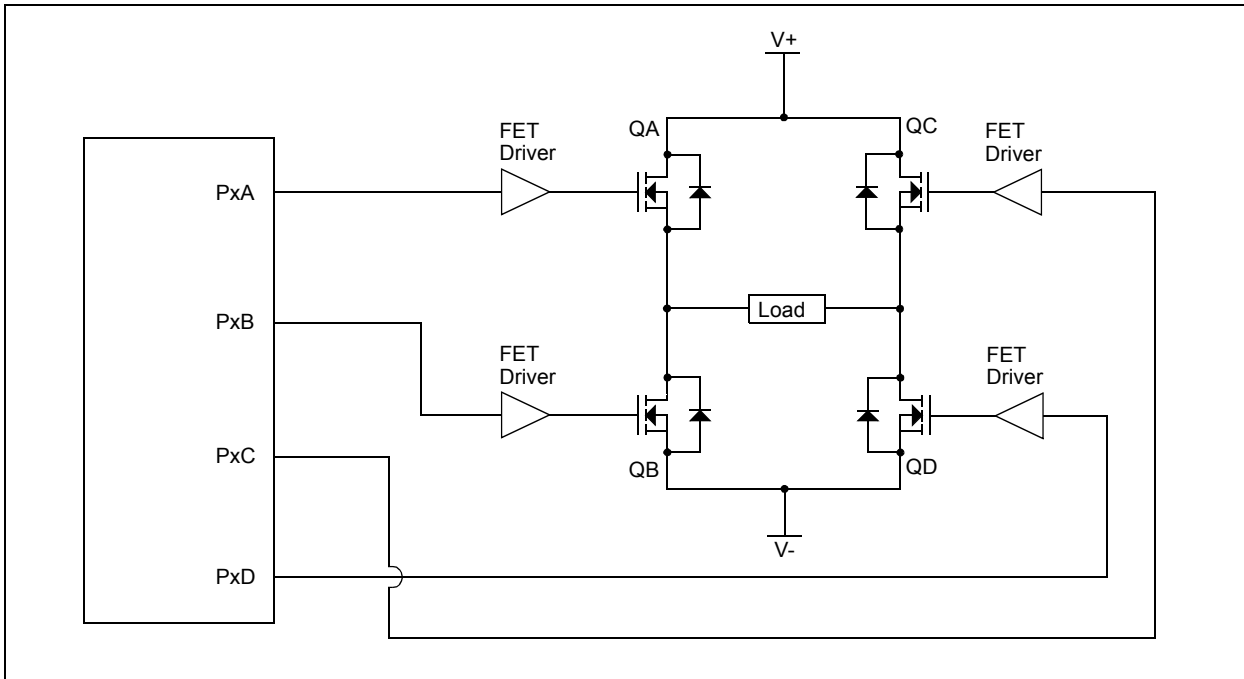 V+
QA
QC
FET
Driver
FET
Driver
PxA
PxB
Load
FET
Driver
FET
Driver
PxC
QB
QD
V-
PxD